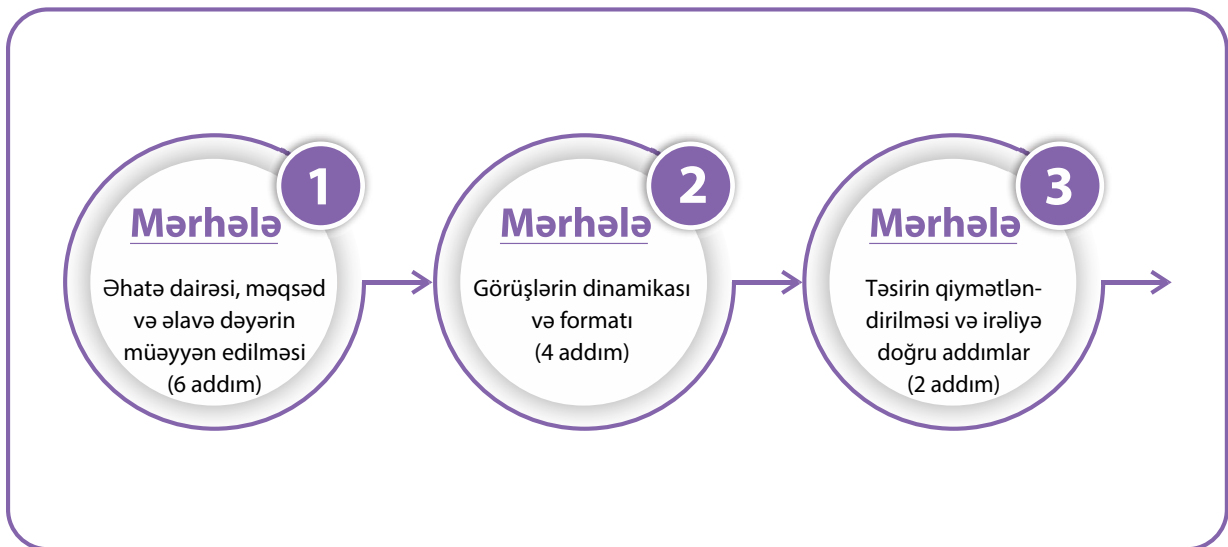 1
Mərhələ
Əhatə dairəsi, məqsəd
və əlavə dəyərin
müəyyən edilməsi
(6 addım)
2
Mərhələ
Görüşlərin dinamikası
və formatı
(4 addım)
3
Mərhələ
Təsirin qiymətlən-
dirilməsi və irəliyə
doğru addımlar
(2 addım)